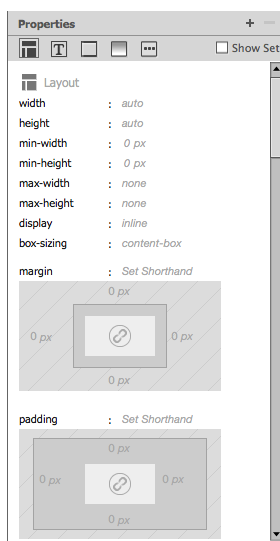 Properties + −
T ... Show Set
Layout
width : auto
height : auto
min-width : 0 px
min-height : 0 px
max-width : none
max-height : none
display : inline
box-sizing : content-box
margin : Set Shorthand
0 px
0 px 0 px
0 px
padding : Set Shorthand
0 px
0 px 0 px
0 px